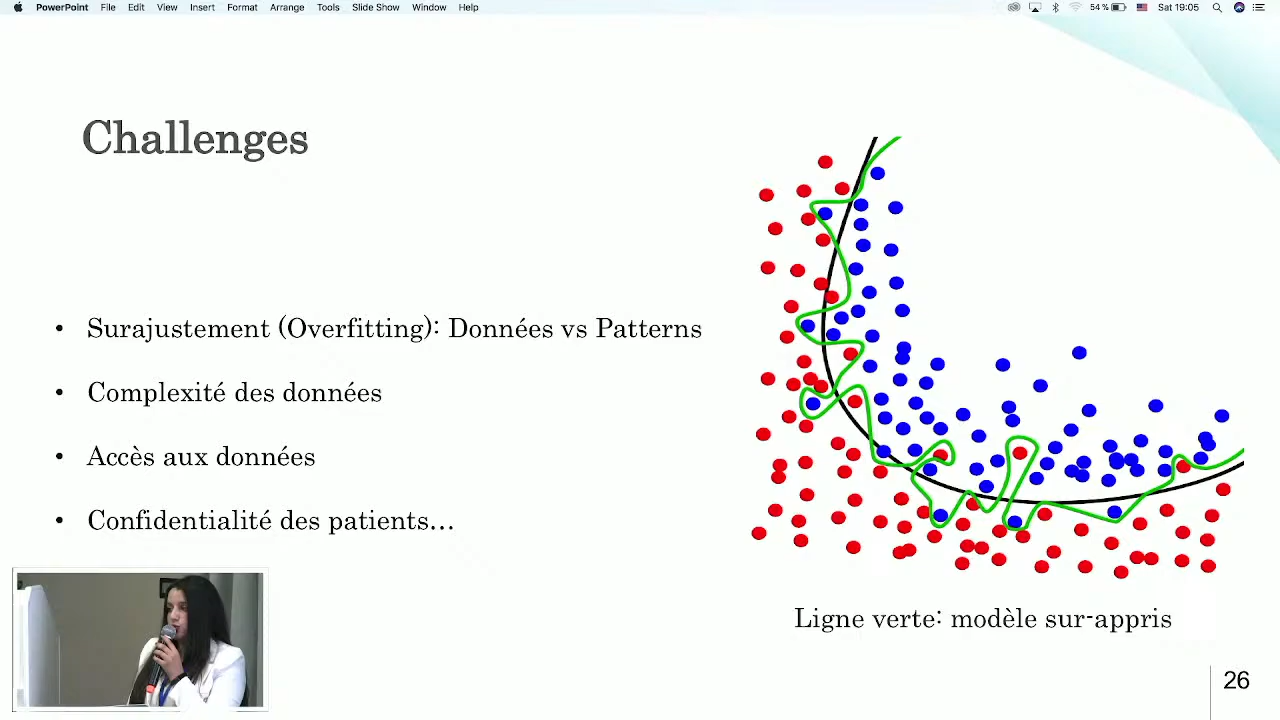 PowerPoint File Edit View Insert Format Arrange Tools Slide Show Window Help 54% Sat 19:05
Challenges
• Surajustement (Overfitting): Données vs Patterns
• Complexité des données
• Accès aux données
• Confidentialité des patients…
Ligne verte: modèle sur-appris
26